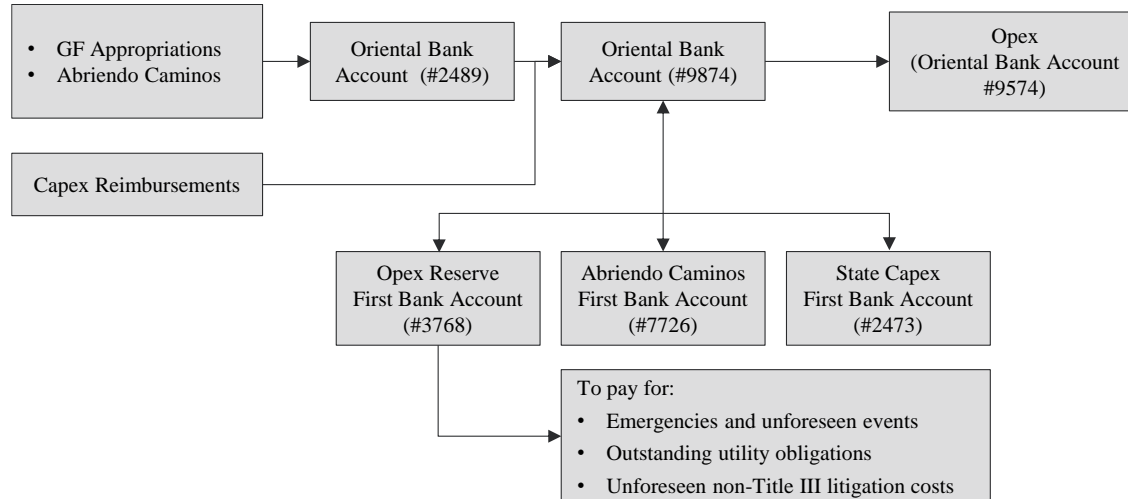 • GF Appropriations
• Abriendo Caminos
Oriental Bank
Account (#2489)
Oriental Bank
Account (#9874)
Opex
(Oriental Bank Account
#9574)
Capex Reimbursements
Opex Reserve
First Bank Account
(#3768)
Abriendo Caminos
First Bank Account
(#7726)
State Capex
First Bank Account
(#2473)
To pay for:
• Emergencies and unforeseen events
• Outstanding utility obligations
• Unforeseen non-Title III litigation costs